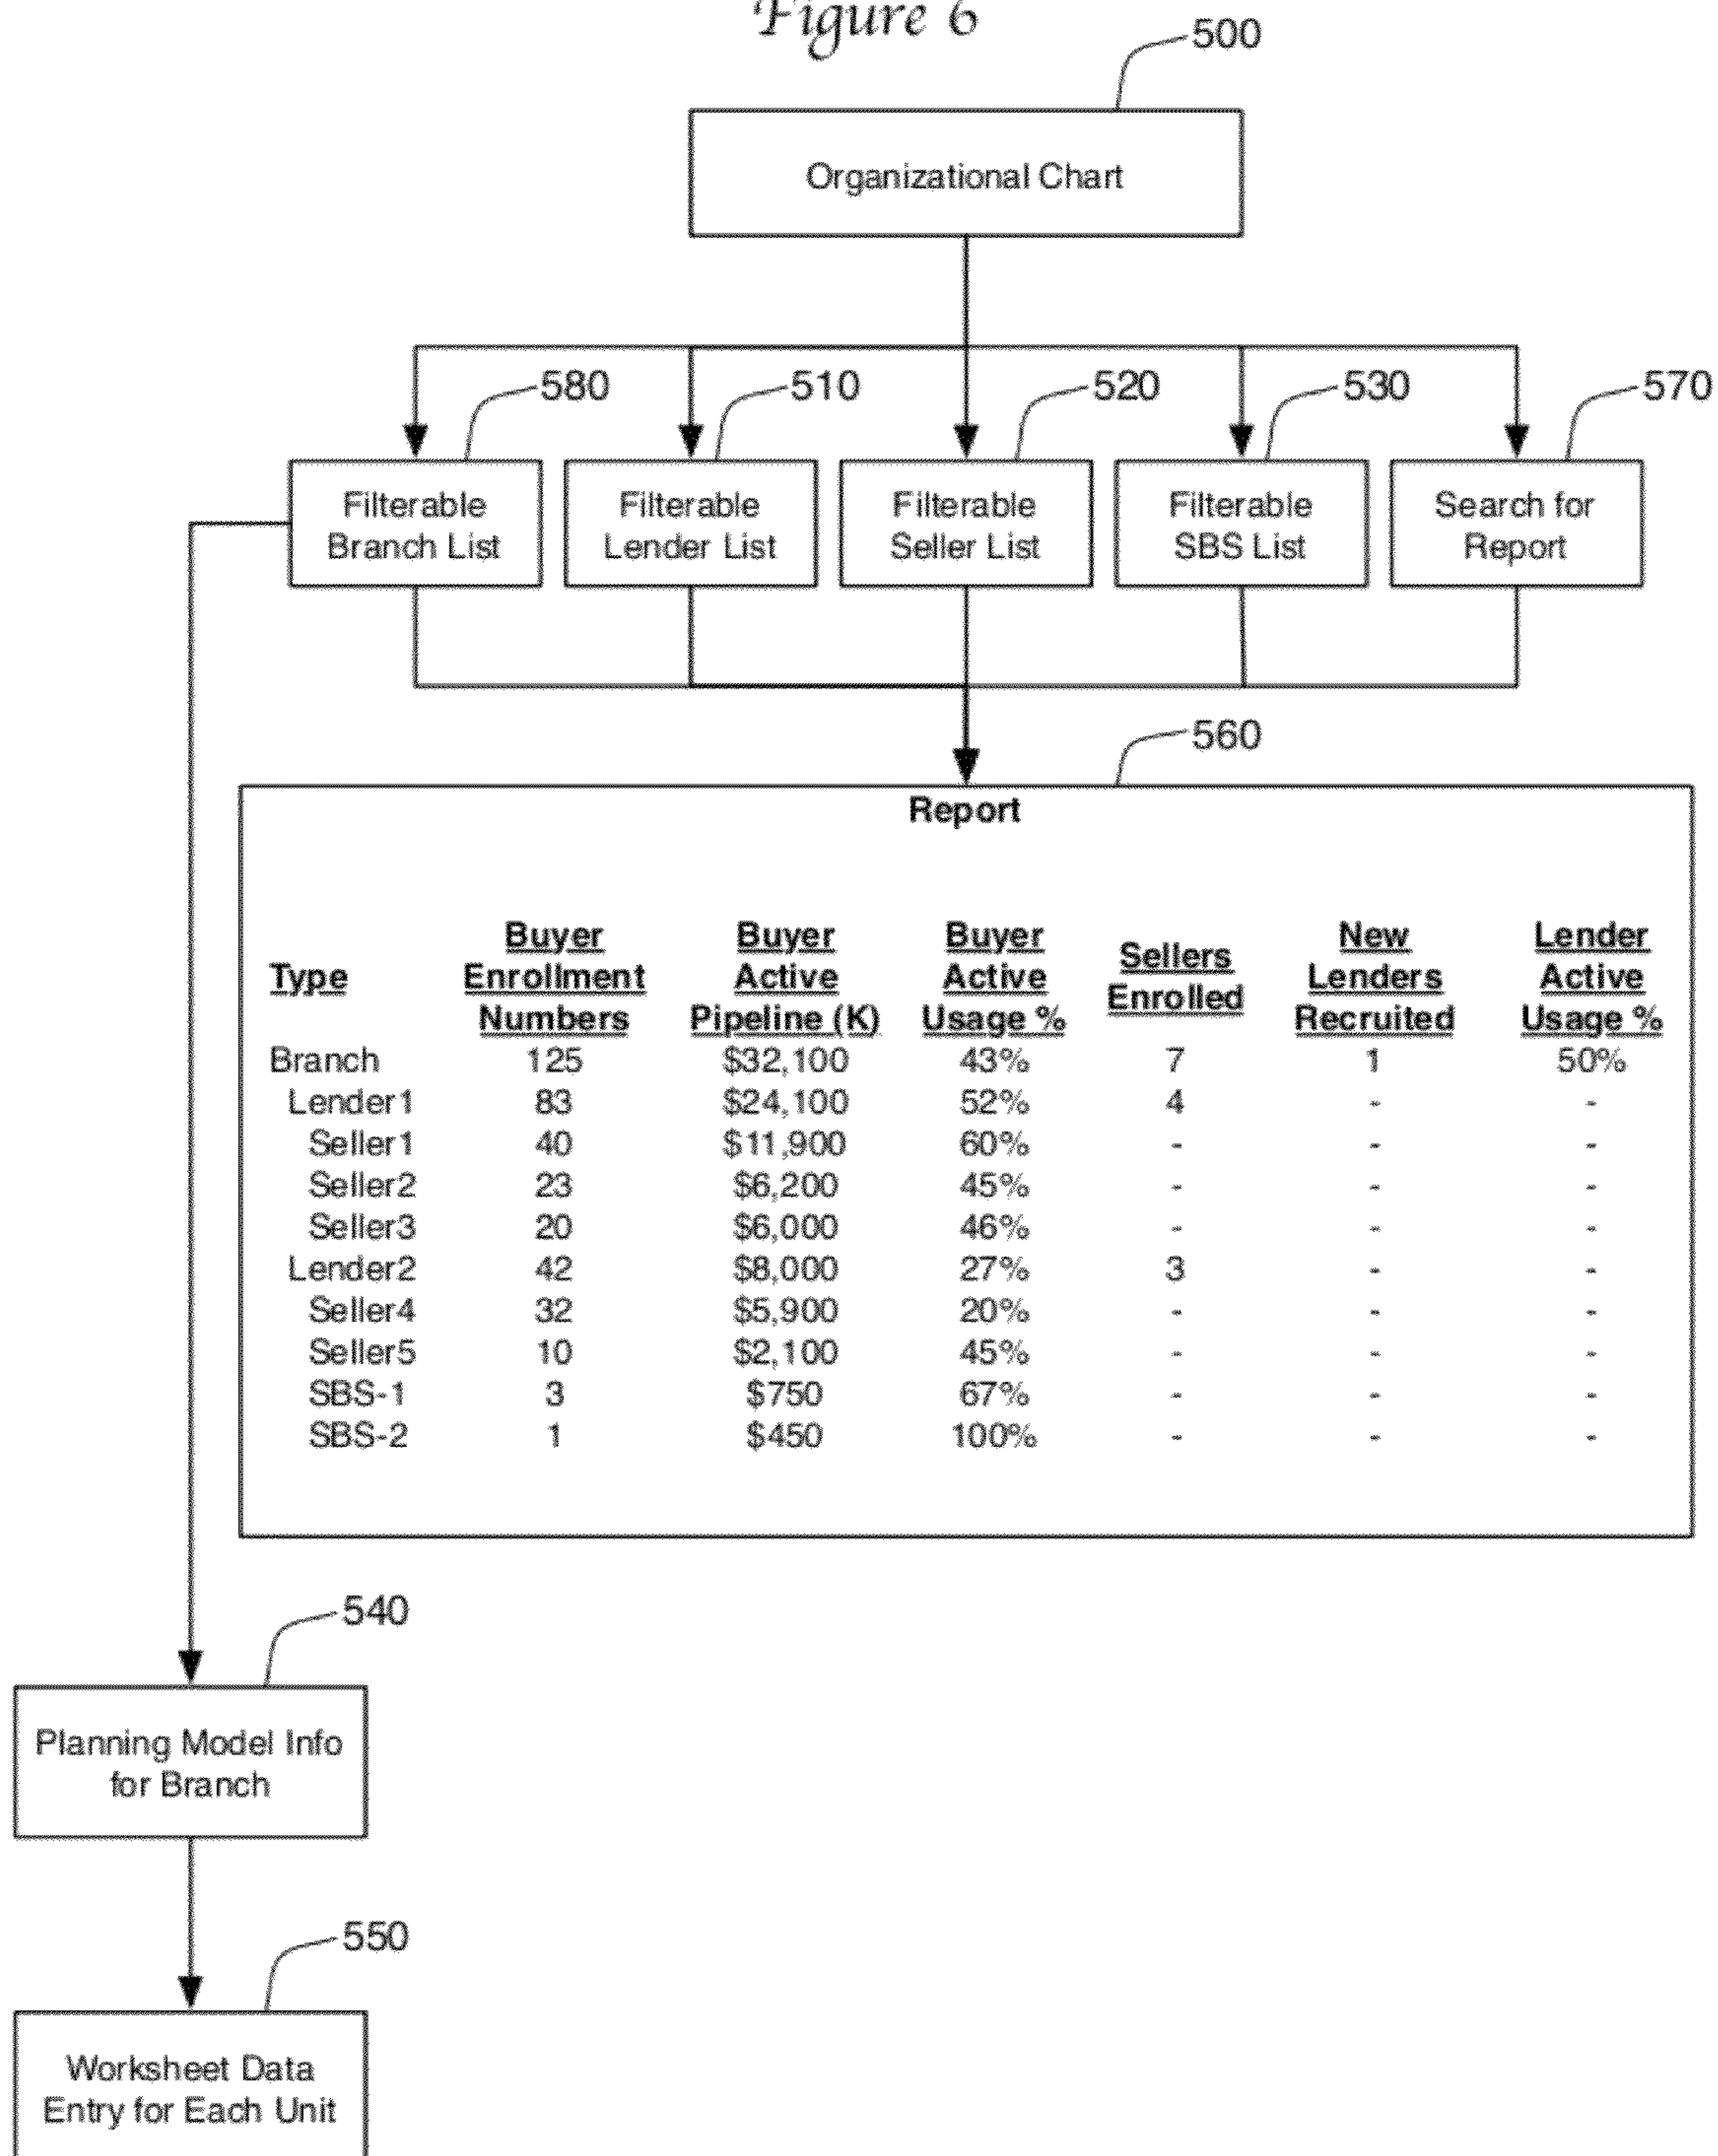 Figure 6
500
Organizational Chart
580
510
520
530
570
Filterable
Branch List
Filterable
Lender List
Filterable
Seller List
Filterable
SBS List
Search for
Report
560
Report
Type
Buyer
Enrollment
Numbers
Buyer
Active
Pipeline (K)
Buyer
Active
Usage %
Sellers
Enrolled
New
Lenders
Recruited
Lender
Active
Usage %
Branch 125 $32,100 43% 7 1 50%
Lender1 83 $24,100 52% 4 - -
Seller1 40 $11,900 60% - - -
Seller2 23 $6,200 45% - - -
Seller3 20 $6,000 46% - - -
Lender2 42 $8,000 27% 3 - -
Seller4 32 $5,900 20% - - -
Seller5 10 $2,100 45% - - -
SBS-1 3 $750 67% - - -
SBS-2 1 $450 100% - - -
540
Planning Model Info
for Branch
550
Worksheet Data
Entry for Each Unit